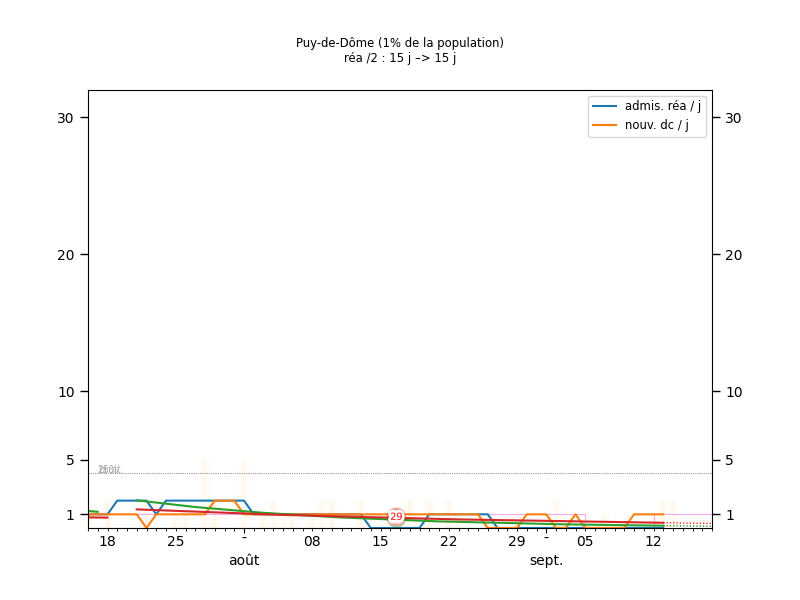 Puy-de-Dôme (1% de la population)
réa /2 : 15 j –> 15 j
admis. réa / j
nouv. dc / j
30 30
20 20
10 10
5 5
1 1
29
18 25 - 08 15 22 29 - 05 12
août sept.